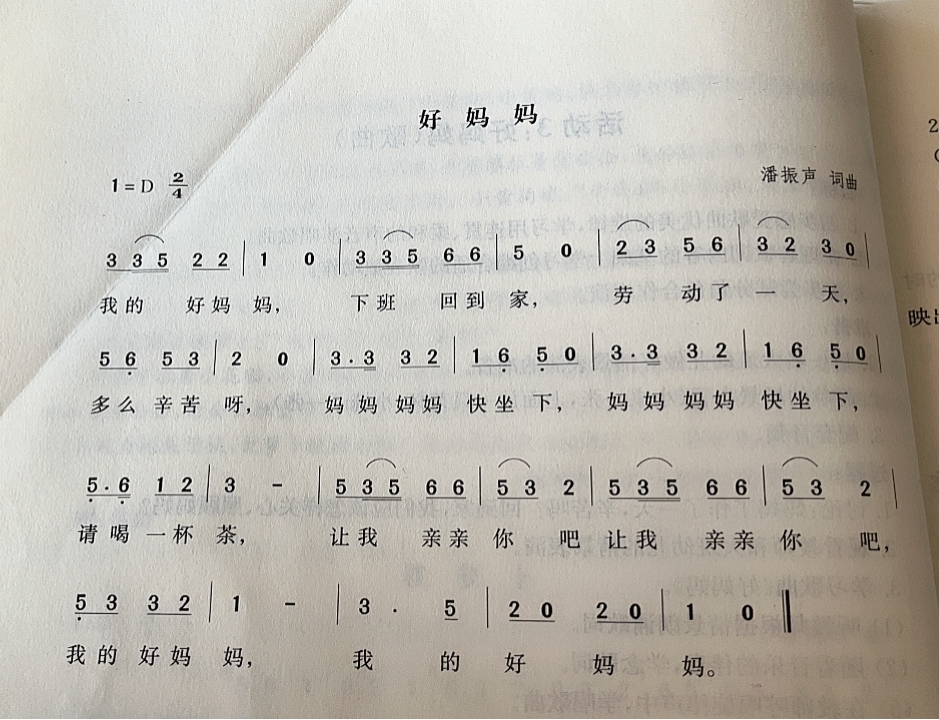 好 妈 妈
1=D 2/4
潘振声 词曲
3 3 5 2 2 | 1 0 | 3 3 5 6 6 | 5 0 | 2 3 5 6 | 3 2 3 0 |
我的 好妈 妈, 下班 回到 家, 劳 动了 一 天,
5 6 5 3 | 2 0 | 3·3 3 2 | 1 6 5 0 | 3·3 3 2 | 1 6 5 0 |
多么 辛苦 呀, 妈妈妈妈 快坐 下, 妈妈妈妈 快坐 下,
5·6 1 2 | 3 - | 5 3 5 6 6 | 5 3 2 | 5 3 5 6 6 | 5 3 2 |
请喝 一杯 茶, 让我 亲亲 你 吧 让我 亲亲 你 吧,
5 3 3 2 | 1 - | 3 · 5 | 2 0 2 0 | 1 0 ‖
我的 好妈 妈, 我 的 好 妈 妈。